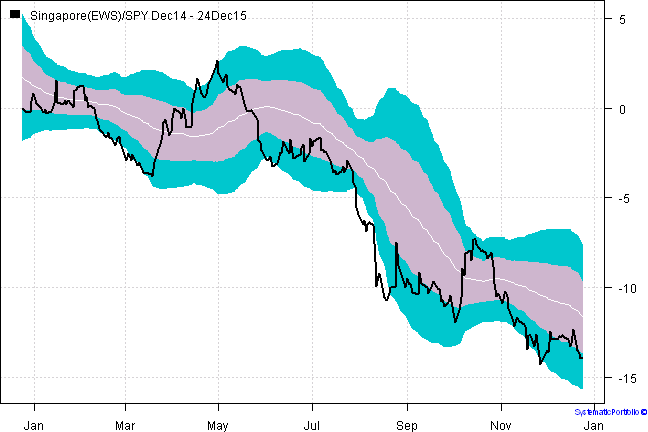 Singapore(EWS)/SPY Dec14 - 24Dec15
5
0
-5
-10
-15
Jan Mar May Jul Sep Nov Jan
SystematicPortfolio ©